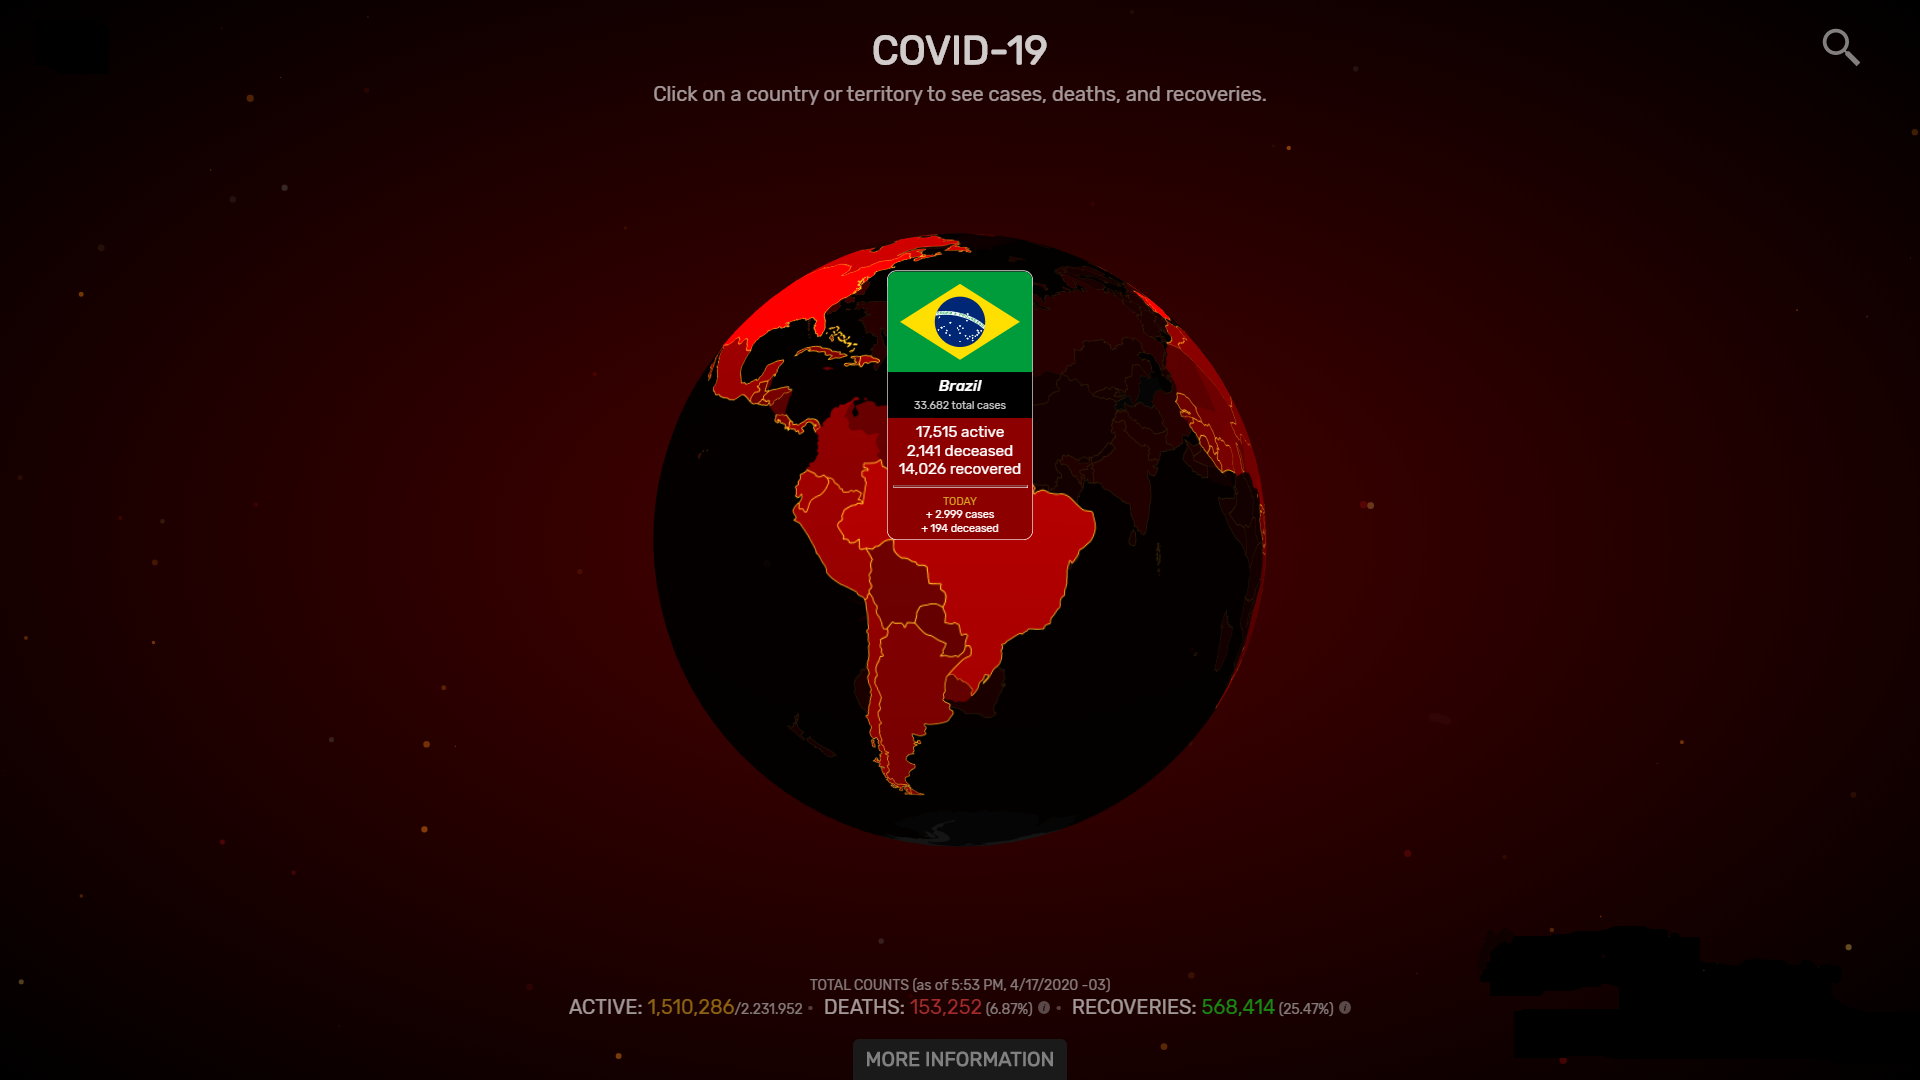 COVID-19
Click on a country or territory to see cases, deaths, and recoveries.
Brazil
33.682 total cases
17,515 active
2,141 deceased
14,026 recovered
TODAY
+ 2.999 cases
+ 194 deceased
TOTAL COUNTS (as of 5:53 PM, 4/17/2020 -03)
ACTIVE: 1,510,286/2.231.952 • DEATHS: 153,252 (6.87%) i • RECOVERIES: 568,414 (25.47%) i
MORE INFORMATION